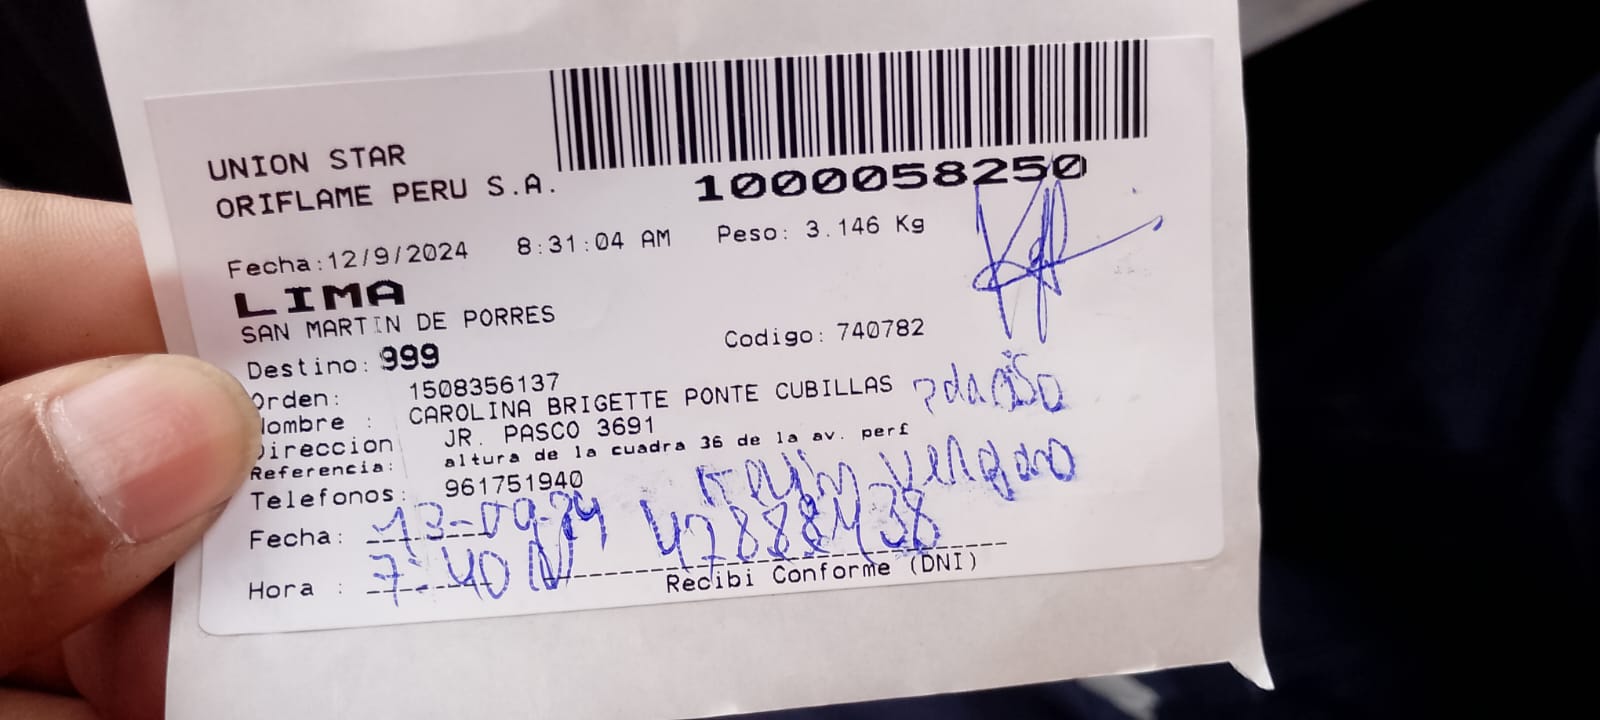 UNION STAR
ORIFLAME PERU S.A.
1000058250
Fecha:12/9/2024 8:31:04 AM Peso: 3.146 Kg
LIMA
SAN MARTIN DE PORRES
Destino: 999 Codigo: 740782
Orden: 1508356137
Nombre : CAROLINA BRIGETTE PONTE CUBILLAS
Direccion JR. PASCO 3691
Referencia: altura de la cuadra 36 de la av. perf
Telefonos: 961751940
Fecha: 13-09-24 47888438
Hora : 7:40
Recibi Conforme (DNI)